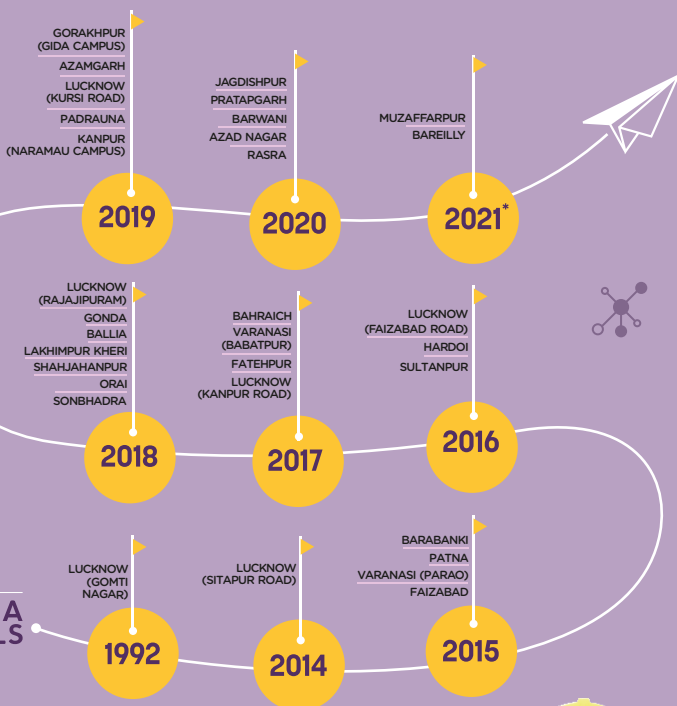 GORAKHPUR
(GIDA CAMPUS)
AZAMGARH
LUCKNOW
(KURSI ROAD)
PADRAUNA
KANPUR
(NARAMAU CAMPUS)
2019
JAGDISHPUR
PRATAPGARH
BARWANI
AZAD NAGAR
RASRA
2020
MUZAFFARPUR
BAREILLY
2021*
LUCKNOW
(RAJAJIPURAM)
GONDA
BALLIA
LAKHIMPUR KHERI
SHAHJAHANPUR
ORAI
SONBHADRA
2018
BAHRAICH
VARANASI
(BABATPUR)
FATEHPUR
LUCKNOW
(KANPUR ROAD)
2017
LUCKNOW
(FAIZABAD ROAD)
HARDOI
SULTANPUR
2016
A
LS
LUCKNOW
(GOMTI
NAGAR)
1992
LUCKNOW
(SITAPUR ROAD)
2014
BARABANKI
PATNA
VARANASI (PARAO)
FAIZABAD
2015